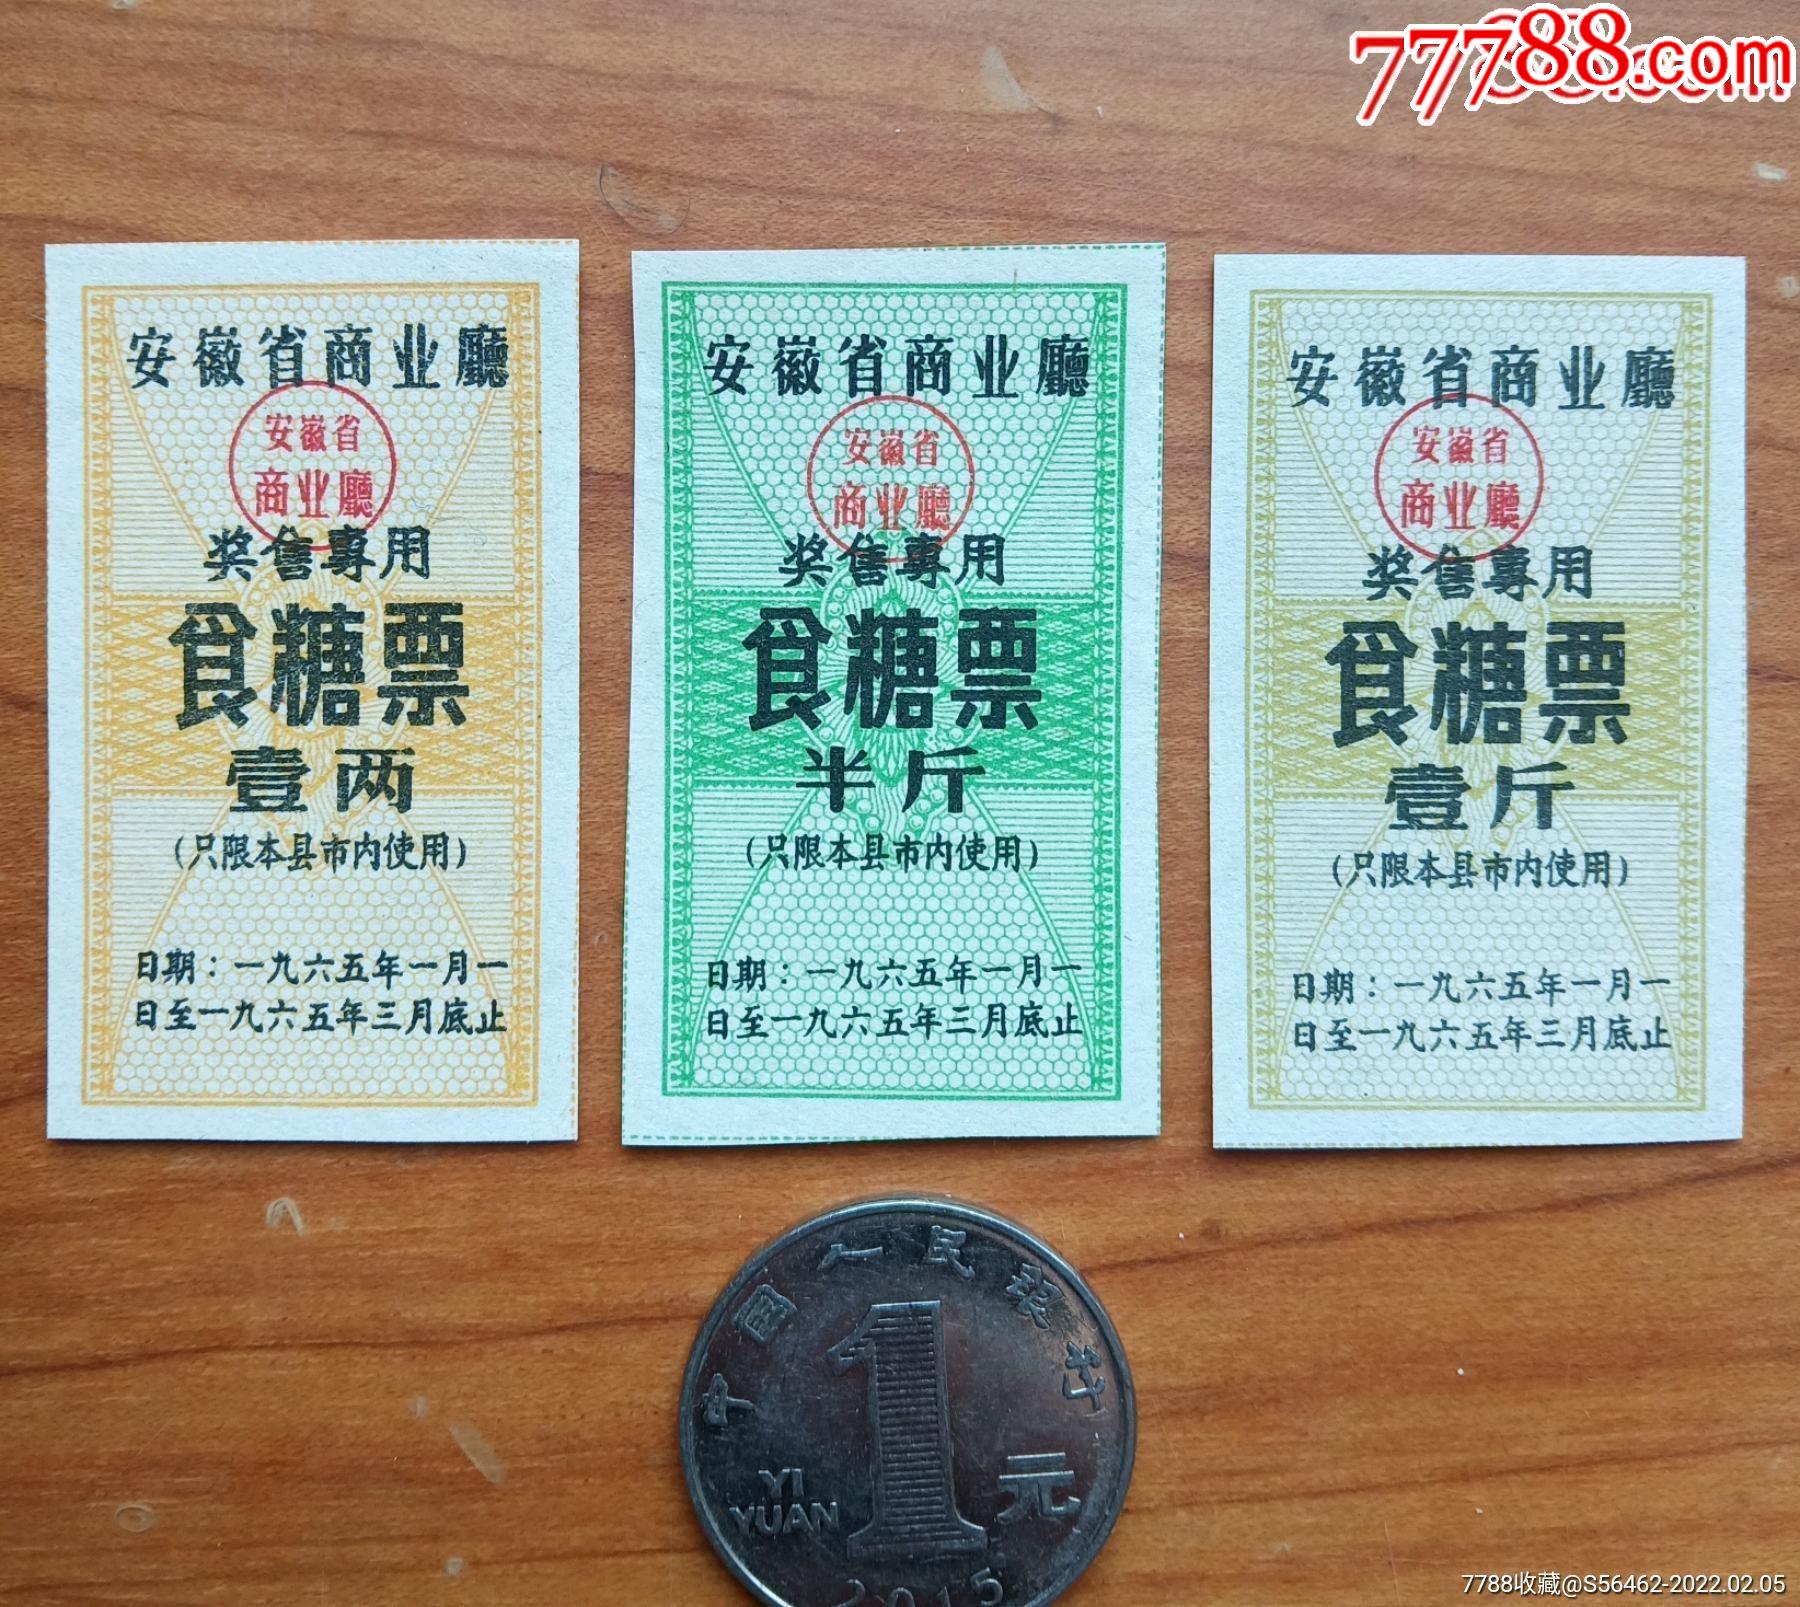 77788.com
安徽省商业廳
安徽省
商业廳
奖售專用
食糖票
壹两
(只限本县市内使用)
日期:一九六五年一月一
日至一九六五年三月底止
安徽省商业廳
安徽省
商业廳
奖售專用
食糖票
半斤
(只限本县市内使用)
日期:一九六五年一月一
日至一九六五年三月底止
安徽省商业廳
安徽省
商业廳
奖售專用
食糖票
壹斤
(只限本县市内使用)
日期:一九六五年一月一
日至一九六五年三月底止
中国人民银行
1
元
YI
YUAN
2015
7788收藏@S56462-2022.02.05